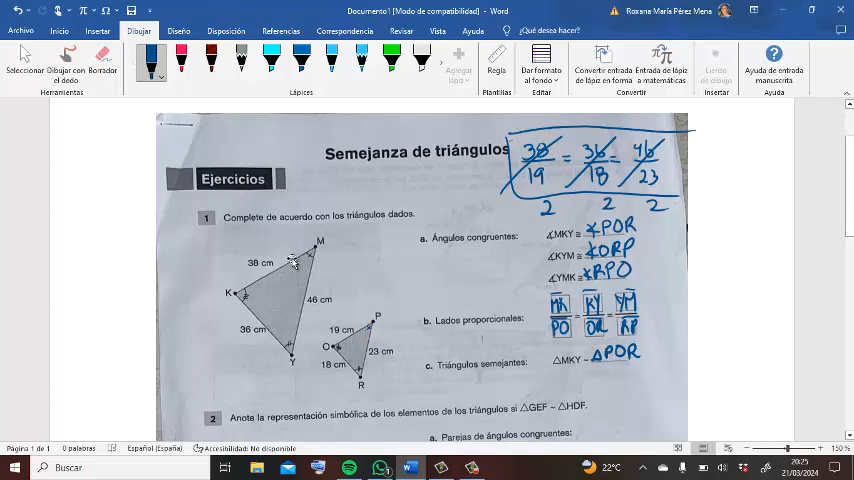 Documento1 [Modo de compatibilidad] - Word
Roxana María Pérez Mena
Archivo Inicio Insertar Dibujar Diseño Disposición Referencias Correspondencia Revisar Vista Ayuda ¿Qué desea hacer?
Seleccionar Dibujar con el dedo Borrador
Agregar lápiz
Regla Dar formato al fondo
Convertir entrada de lápiz en forma Entrada de lápiz a matemáticas
Lienzo de dibujo Ayuda de entrada manuscrita
Herramientas Lápices Convertir Insertar Ayuda
Semejanza de triángulos
38/19 = 36/18 = 46/23
2 2 2
Ejercicios
1 Complete de acuerdo con los triángulos dados.
M
38 cm
K
46 cm
36 cm
Y
P
19 cm
O
23 cm
18 cm
R
a. Ángulos congruentes:
∡MKY ≅ ∡POR
∡KYM ≅ ∡ORP
∡YMK ≅ ∡RPO
b. Lados proporcionales:
MK/PO = KY/OR = YM/RP
c. Triángulos semejantes:
△MKY ~ △POR
2 Anote la representación simbólica de los elementos de los triángulos si △GEF ~ △HDF.
a. Parejas de ángulos congruentes:
Página 1 de 1 0 palabras Español (España) Accesibilidad: No disponible 150 %
Buscar
1
22°C
20:25
21/03/2024